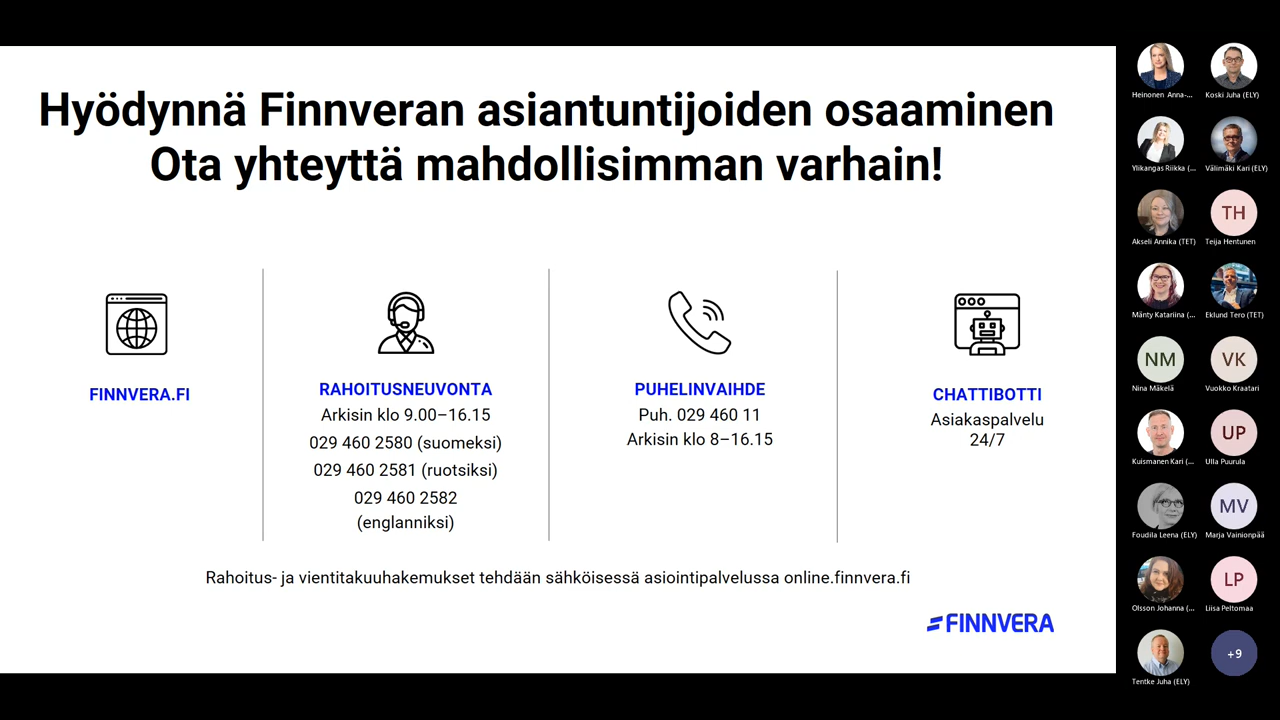 Hyödynnä Finnveran asiantuntijoiden osaaminen
Ota yhteyttä mahdollisimman varhain!
FINNVERA.FI
RAHOITUSNEUVONTA
Arkisin klo 9.00–16.15
029 460 2580 (suomeksi)
029 460 2581 (ruotsiksi)
029 460 2582
(englanniksi)
PUHELINVAIHDE
Puh. 029 460 11
Arkisin klo 8–16.15
CHATTIBOTTI
Asiakaspalvelu
24/7
Rahoitus- ja vientitakuuhakemukset tehdään sähköisessä asiointipalvelussa online.finnvera.fi
FINNVERA
Heinonen Anna-...
Koski Juha (ELY)
Ylikangas Riikka (...
Välimäki Kari (ELY)
Akseli Annika (TET)
TH
Teija Hentunen
Mänty Katariina (...
Eklund Tero (TET)
NM
Nina Mäkelä
VK
Vuokko Kraatari
Kuismanen Kari (...
UP
Ulla Puurula
Foudila Leena (ELY)
MV
Marja Vainionpää
Olsson Johanna (...
LP
Liisa Peltomaa
Tentke Juha (ELY)
+9